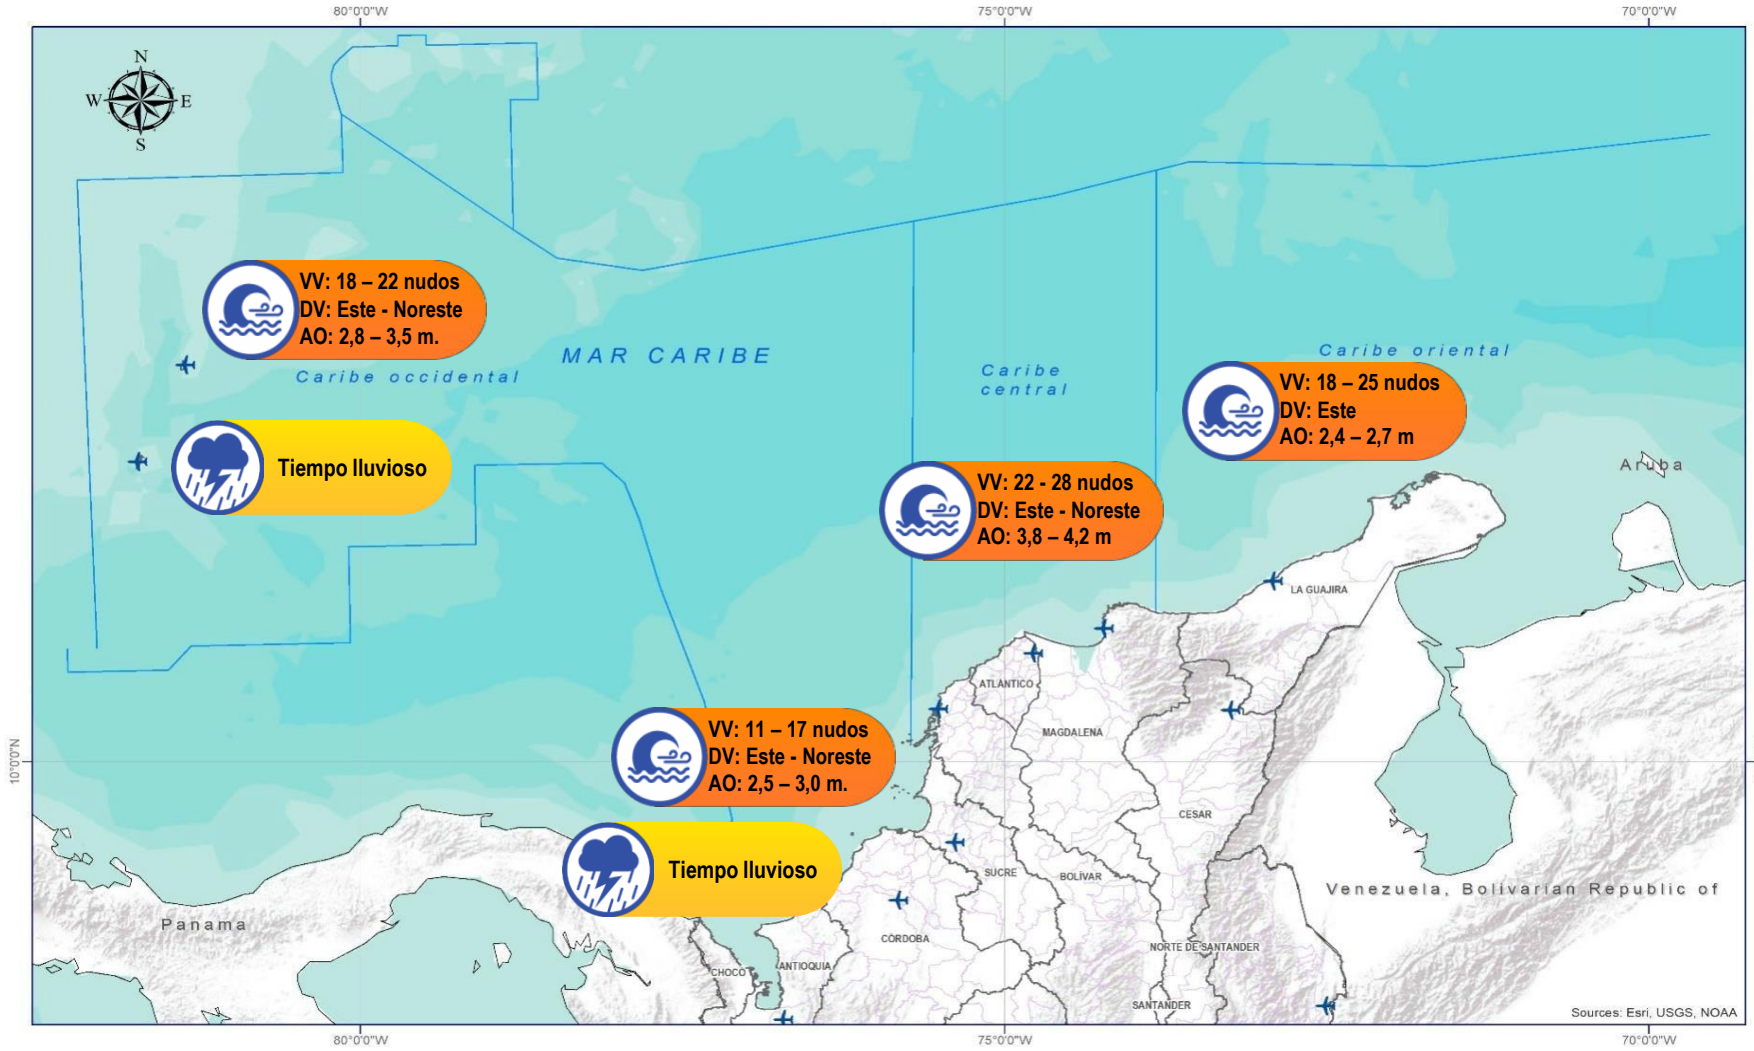 80°0'0"W
75°0'0"W
70°0'0"W
N
W
E
S
VV: 18 – 22 nudos
DV: Este - Noreste
AO: 2,8 – 3,5 m.
MAR CARIBE
Caribe occidental
Caribe
central
Caribe oriental
VV: 18 – 25 nudos
DV: Este
AO: 2,4 – 2,7 m
Tiempo lluvioso
Aruba
VV: 22 - 28 nudos
DV: Este - Noreste
AO: 3,8 – 4,2 m
LA GUAJIRA
ATLÁNTICO
MAGDALENA
VV: 11 – 17 nudos
DV: Este - Noreste
AO: 2,5 – 3,0 m.
10°0'0"N
CESAR
Tiempo lluvioso
SUCRE
BOLÍVAR
Venezuela, Bolivarian Republic of
Panama
CÓRDOBA
NORTE DE SANTANDER
CHOCÓ
ANTIOQUIA
SANTANDER
Sources: Esri, USGS, NOAA
80°0'0"W
75°0'0"W
70°0'0"W